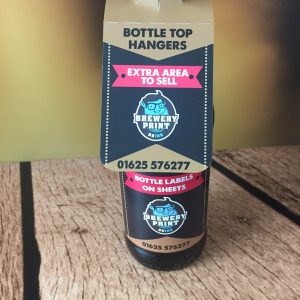 BOTTLE TOP
HANGERS
EXTRA AREA
TO SELL
BREWERY
PRINT
01625 576277
BOTTLE LABELS
ON SHEETS
BREWERY
PRINT
01625 576277